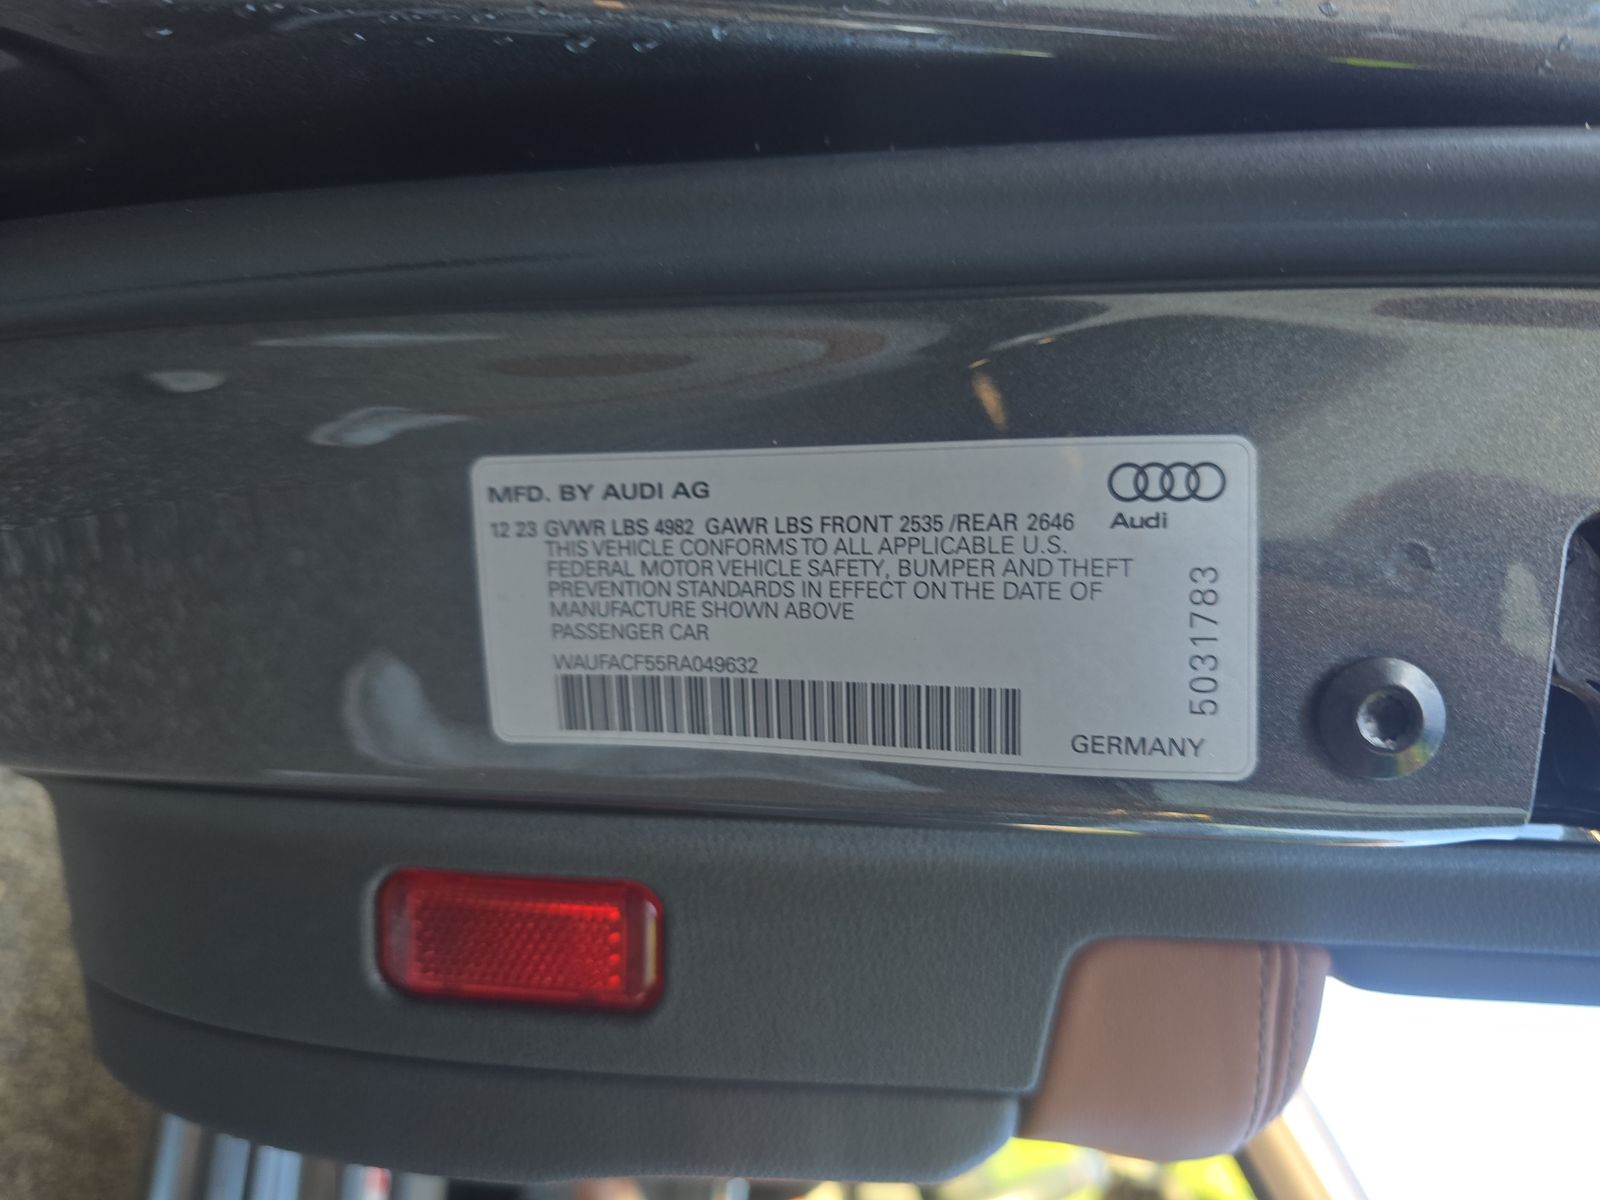 MFD. BY AUDI AG
Audi
12 23 GVWR LBS 4982 GAWR LBS FRONT 2535 /REAR 2646
THIS VEHICLE CONFORMS TO ALL APPLICABLE U.S.
FEDERAL MOTOR VEHICLE SAFETY, BUMPER AND THEFT
PREVENTION STANDARDS IN EFFECT ON THE DATE OF
MANUFACTURE SHOWN ABOVE
PASSENGER CAR
WAUFACF55RA049632
5031783
GERMANY